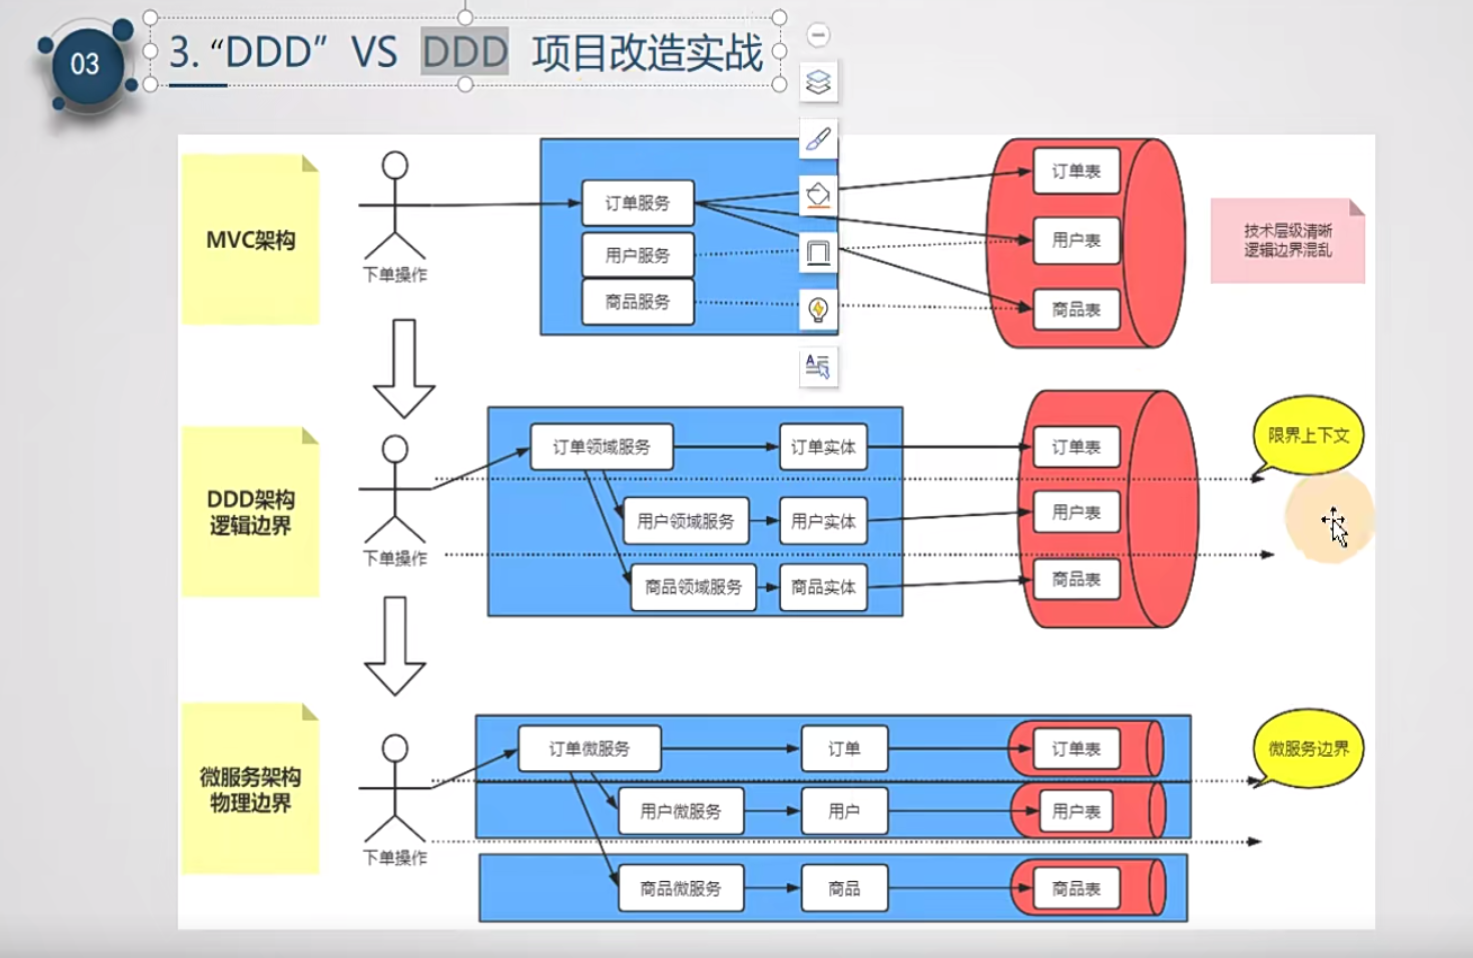 03
3. “DDD” VS DDD 项目改造实战
MVC架构
下单操作
订单服务
用户服务
商品服务
订单表
用户表
商品表
技术层级清晰
逻辑边界混乱
DDD架构
逻辑边界
下单操作
订单领域服务
订单实体
订单表
用户领域服务
用户实体
用户表
商品领域服务
商品实体
商品表
限界上下文
微服务架构
物理边界
下单操作
订单微服务
订单
订单表
用户微服务
用户
用户表
商品微服务
商品
商品表
微服务边界